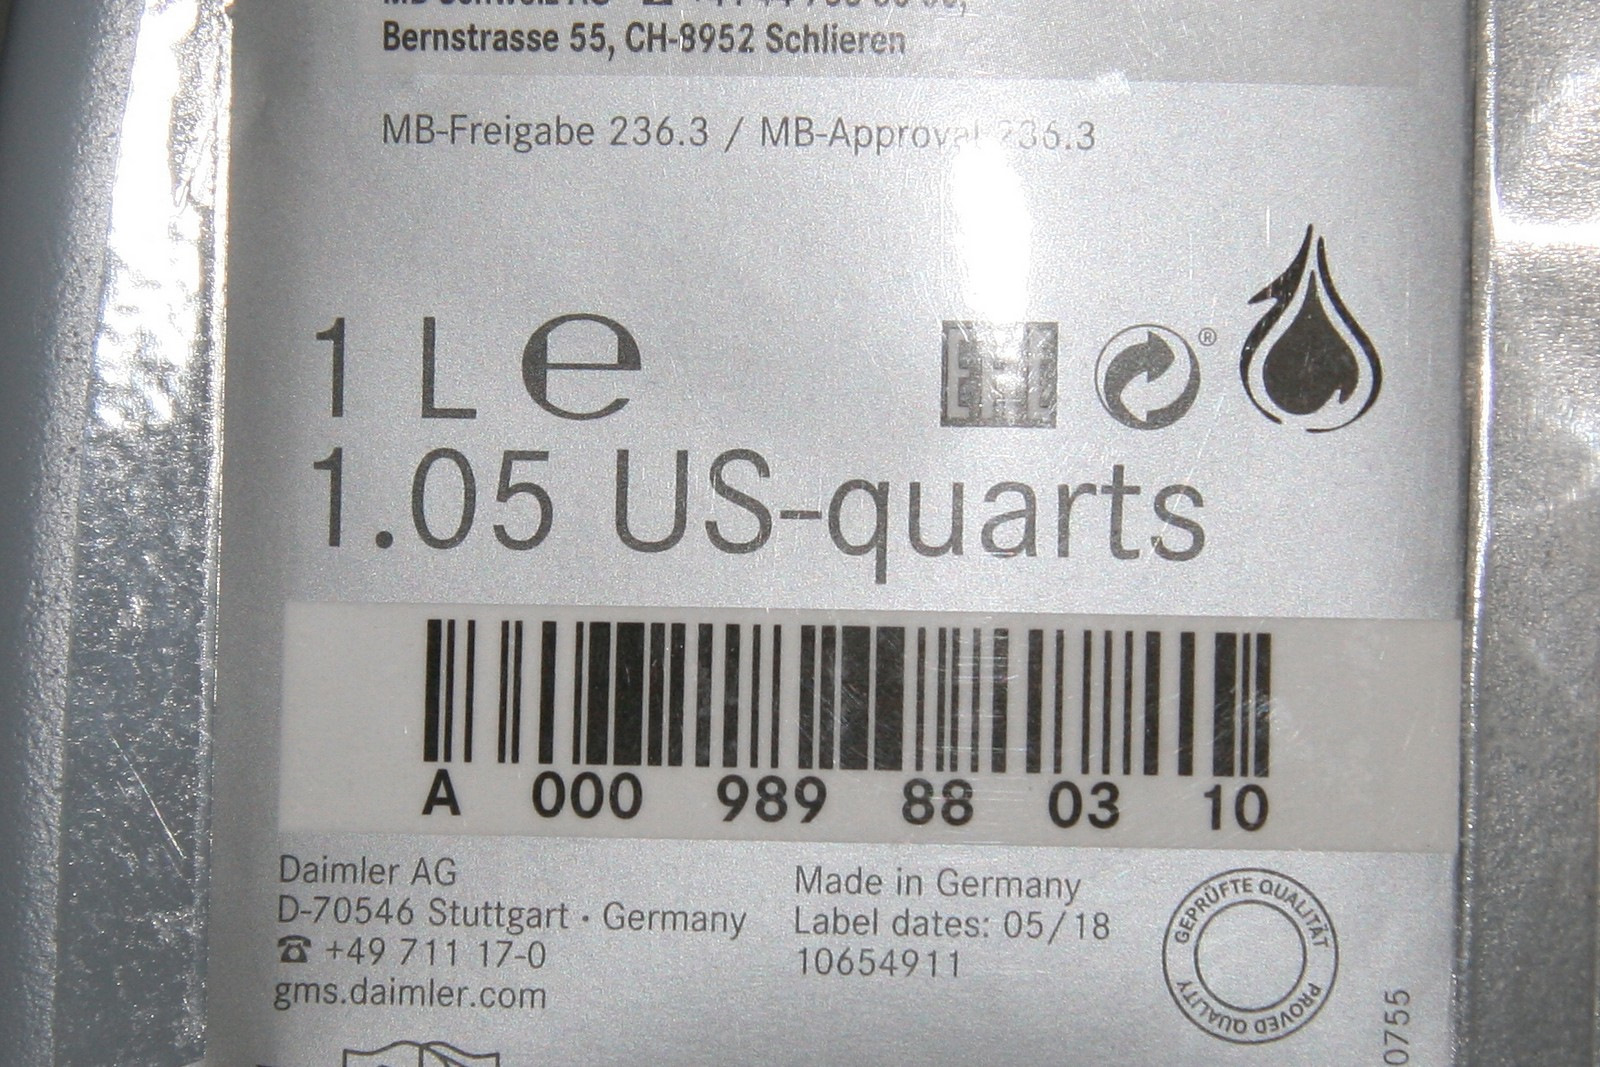 Bernstrasse 55, CH-8952 Schlieren
MB-Freigabe 236.3 / MB-Approval 236.3
1 L e
EAC
®
1.05 US-quarts
A 000 989 88 03 10
Daimler AG
D-70546 Stuttgart · Germany
☎ +49 711 17-0
gms.daimler.com
Made in Germany
Label dates: 05/18
10654911
GEPRÜFTE QUALITÄT
PROVED QUALITY
0755